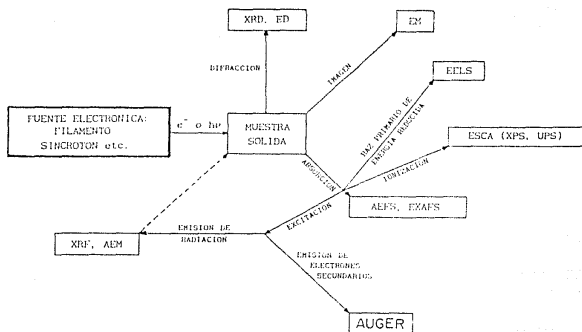 XRD, ED
EM
DIFRACCION
IMAGEN
EELS
FUENTE ELECTRONICA:
FILAMENTO
SINCROTON etc.
e⁻ o hν
MUESTRA
SOLIDA
HAZ PRIMARIO DE
ENERGIA REDUCIDA
ESCA (XPS, UPS)
ABSORCION
IONIZACION
AEFS, EXAFS
EXCITACION
XRF, AEM
EMISION DE
RADIACION
EMISION DE
ELECTRONES
SECUNDARIOS
AUGER